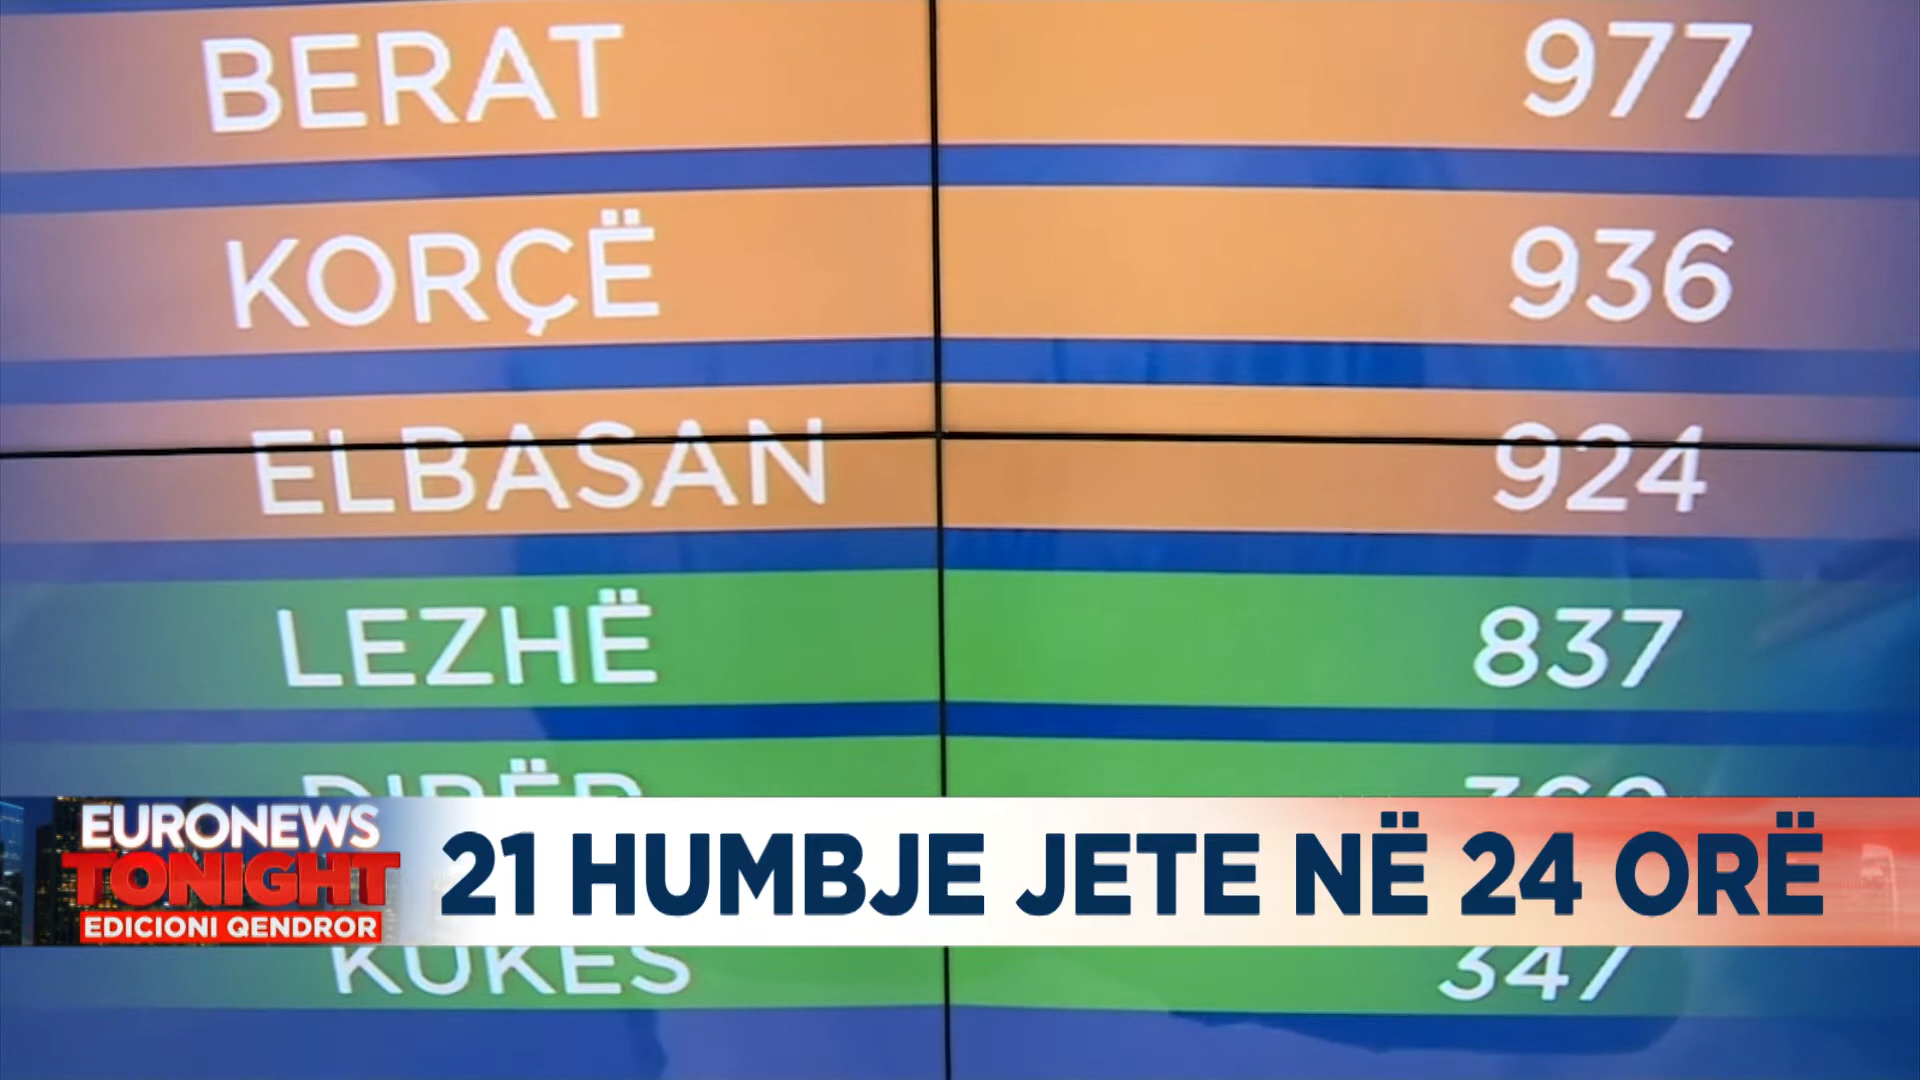 BERAT 977
KORÇË 936
ELBASAN 924
LEZHË 837
EURONEWS
TONIGHT
EDICIONI QENDROR
21 HUMBJE JETE NË 24 ORË
347